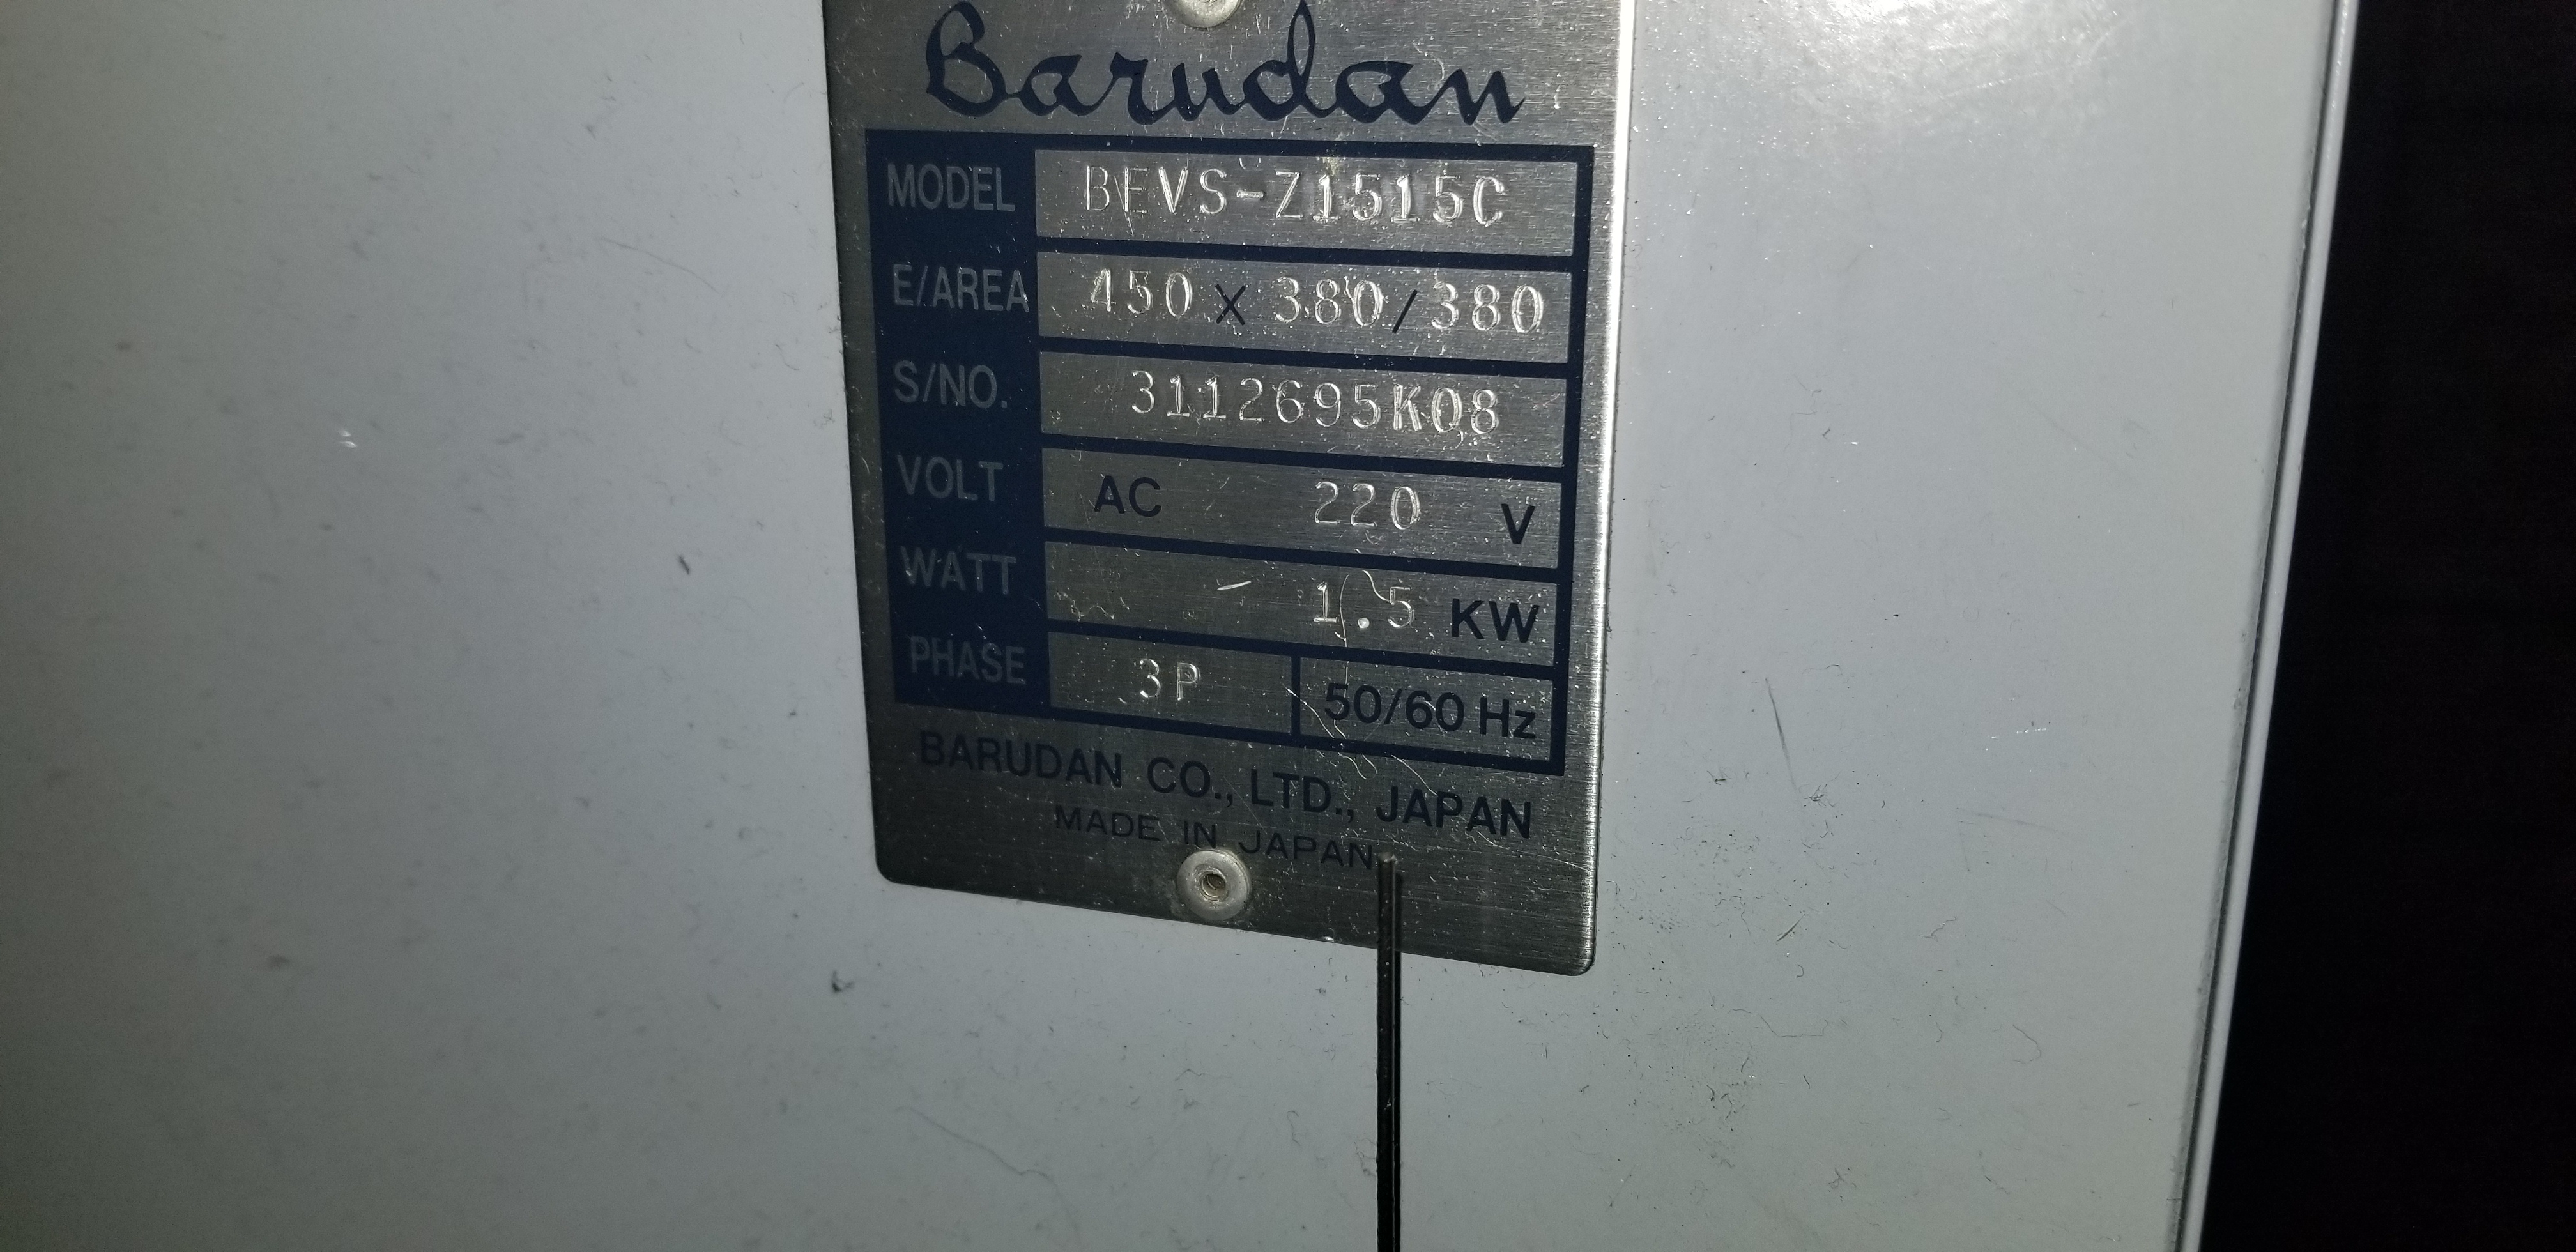 Barudan
MODEL BEVS-Z1515C
E/AREA 450 x 380/380
S/NO. 3112695K08
VOLT AC 220 V
WATT 1.5 KW
PHASE 3P 50/60 Hz
BARUDAN CO., LTD., JAPAN
MADE IN JAPAN